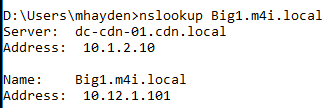 D:\Users\mhayden>nslookup Big1.m4i.local
Server:  dc-cdn-01.cdn.local
Address:  10.1.2.10
Name:    Big1.m4i.local
Address:  10.12.1.101